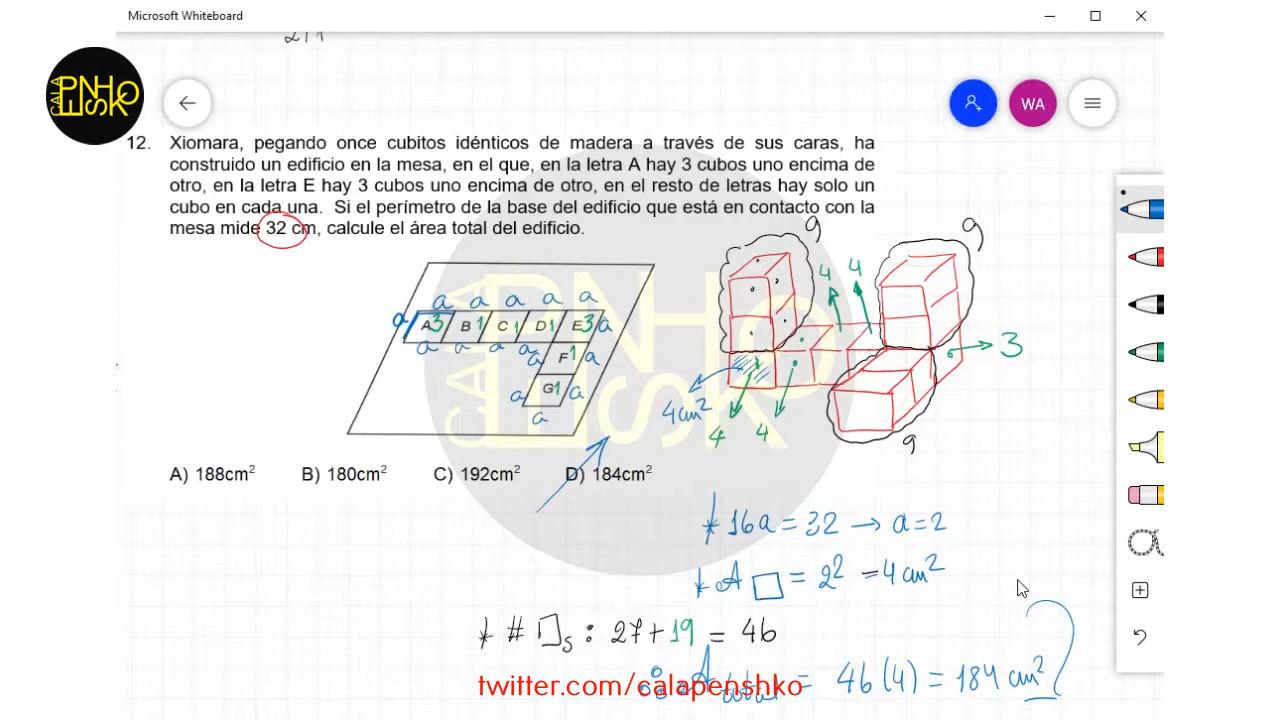 Microsoft Whiteboard
CALA
PENHO
ESK
WA
12. Xiomara, pegando once cubitos idénticos de madera a través de sus caras, ha
construido un edificio en la mesa, en el que, en la letra A hay 3 cubos uno encima de
otro, en la letra E hay 3 cubos uno encima de otro, en el resto de letras hay solo un
cubo en cada una. Si el perímetro de la base del edificio que está en contacto con la
mesa mide 32 cm, calcule el área total del edificio.
9 9
4 4
a a a a a
a A3 B1 C1 D1 E3 a
a a a a a F1 a
a G1 a
a
3
4cm²
4 4
9
A) 188cm² B) 180cm² C) 192cm² D) 184cm²
* 16a = 32 → a = 2
* A □ = 2² = 4 cm²
* # □s : 27 + 19 = 46
∴ A total = 46 (4) = 184 cm²
twitter.com/calapenshko